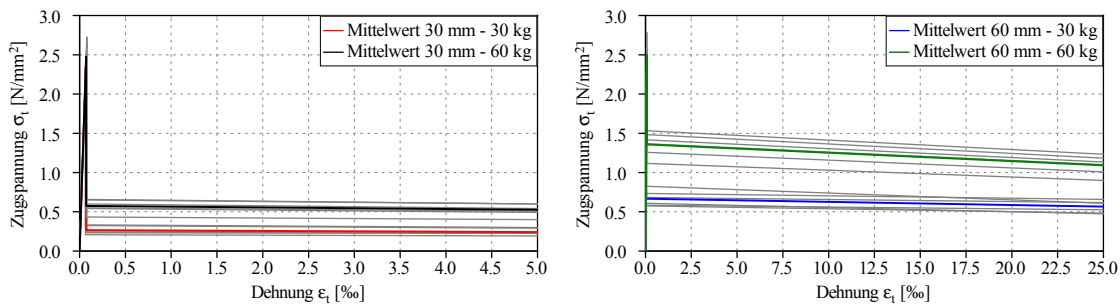 Mittelwert 30 mm - 30 kg
Mittelwert 30 mm - 60 kg
Zugspannung σt [N/mm²]
3.0
2.5
2.0
1.5
1.0
0.5
0.0
0.0 0.5 1.0 1.5 2.0 2.5 3.0 3.5 4.0 4.5 5.0
Dehnung εt [‰]
Mittelwert 60 mm - 30 kg
Mittelwert 60 mm - 60 kg
Zugspannung σt [N/mm²]
3.0
2.5
2.0
1.5
1.0
0.5
0.0
0.0 2.5 5.0 7.5 10.0 12.5 15.0 17.5 20.0 22.5 25.0
Dehnung εt [‰]